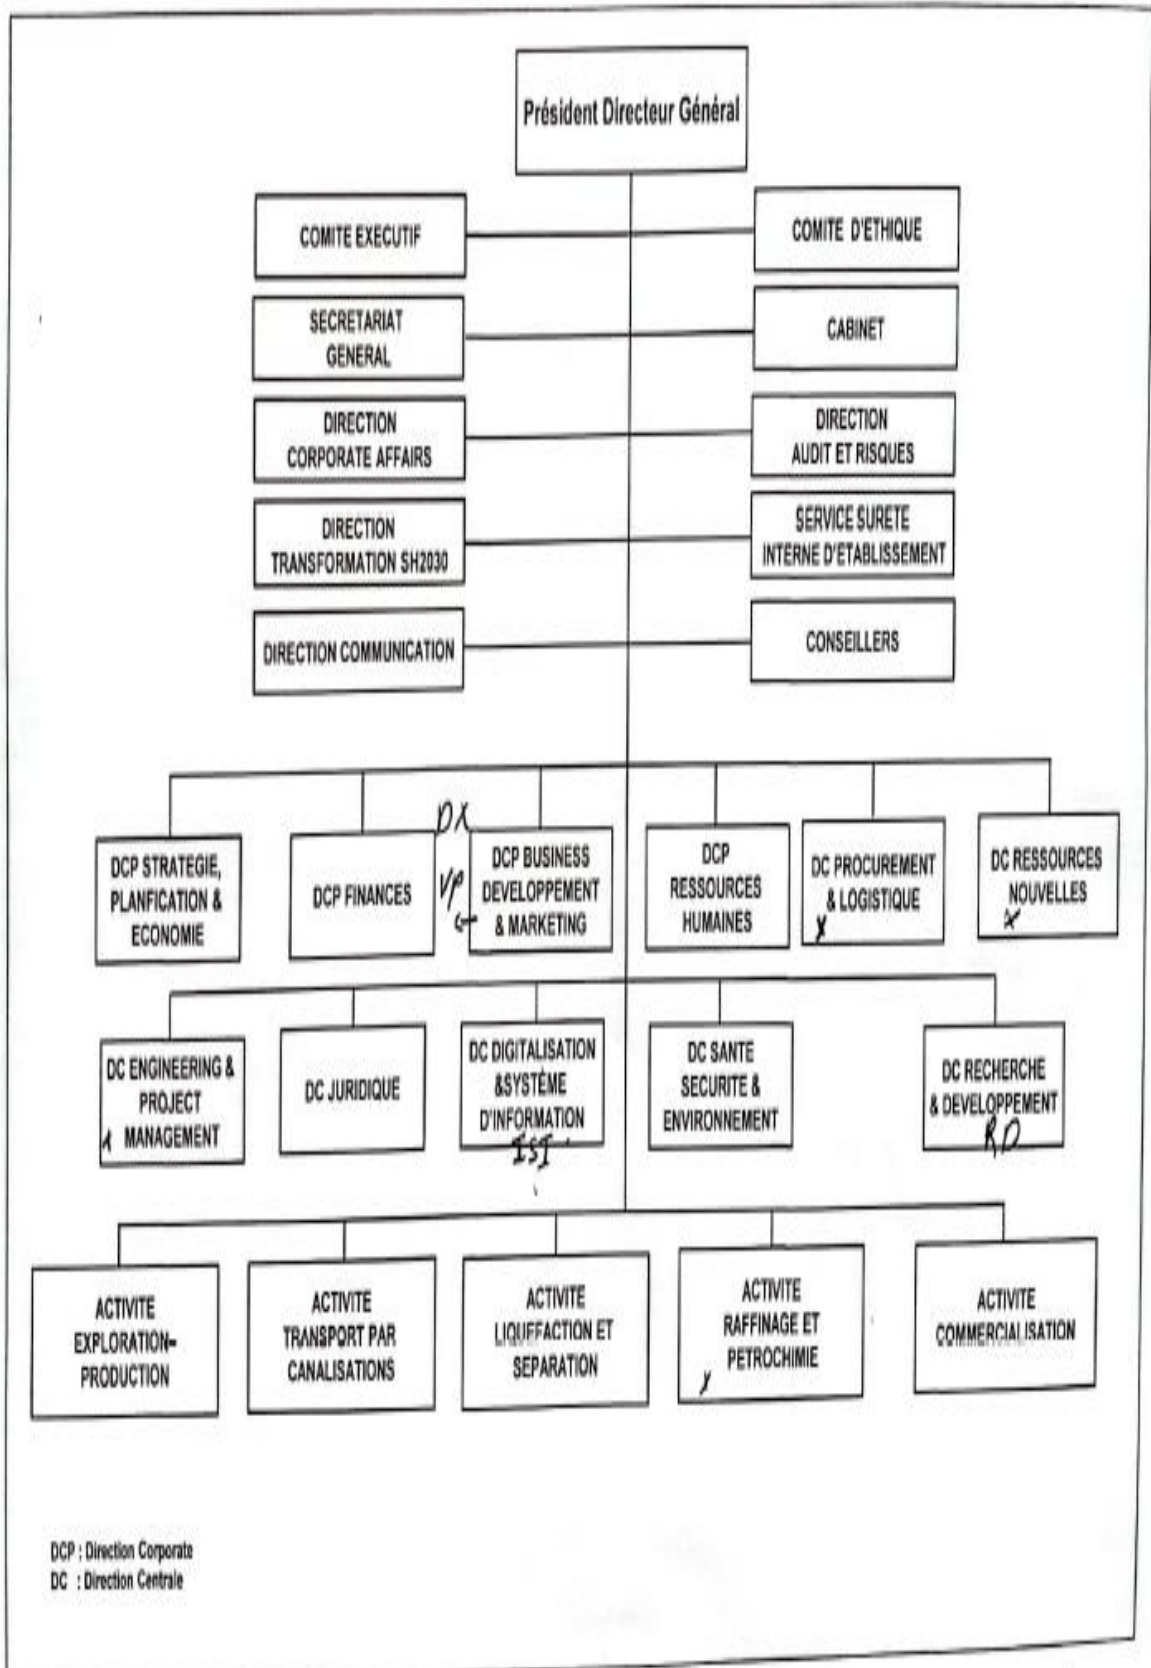 Président Directeur Général
COMITE EXECUTIF
COMITE D'ETHIQUE
SECRETARIAT
GENERAL
CABINET
DIRECTION
CORPORATE AFFAIRS
DIRECTION
AUDIT ET RISQUES
DIRECTION
TRANSFORMATION SH2030
SERVICE SURETE
INTERNE D'ETABLISSEMENT
DIRECTION COMMUNICATION
CONSEILLERS
DCP STRATEGIE,
PLANFICATION &
ECONOMIE
DCP FINANCES
DX
VP
DCP BUSINESS
DEVELOPPEMENT
& MARKETING
DCP
RESSOURCES
HUMAINES
DC PROCUREMENT
& LOGISTIQUE
X
DC RESSOURCES
NOUVELLES
X
DC ENGINEERING &
PROJECT
MANAGEMENT
DC JURIDIQUE
DC DIGITALISATION
&SYSTÈME
D'INFORMATION
ISI
DC SANTE
SECURITE &
ENVIRONNEMENT
DC RECHERCHE
& DEVELOPPEMENT
RD
ACTIVITE
EXPLORATION–
PRODUCTION
ACTIVITE
TRANSPORT PAR
CANALISATIONS
ACTIVITE
LIQUEFACTION ET
SEPARATION
ACTIVITE
RAFFINAGE ET
PETROCHIMIE
X
ACTIVITE
COMMERCIALISATION
DCP : Direction Corporate
DC : Direction Centrale